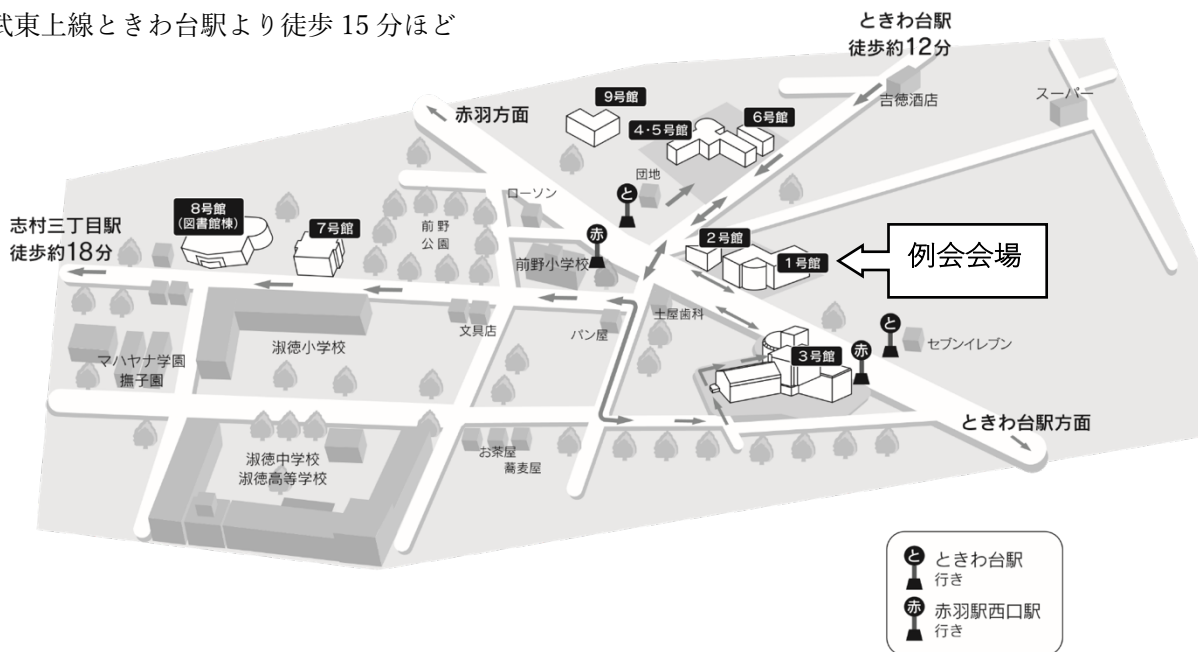 武東上線ときわ台駅より徒歩 15 分ほど
ときわ台駅
徒歩約12分
吉徳酒店
スーパー
赤羽方面
9号館
4・5号館
6号館
団地
と
ローソン
赤
前野
公園
前野小学校
8号館
(図書館棟)
7号館
志村三丁目駅
徒歩約18分
2号館
1号館
例会会場
土屋歯科
パン屋
文具店
淑徳小学校
マハヤナ学園
撫子園
3号館
赤
と
セブンイレブン
ときわ台駅方面
お茶屋
蕎麦屋
淑徳中学校
淑徳高等学校
と
ときわ台駅
行き
赤
赤羽駅西口駅
行き